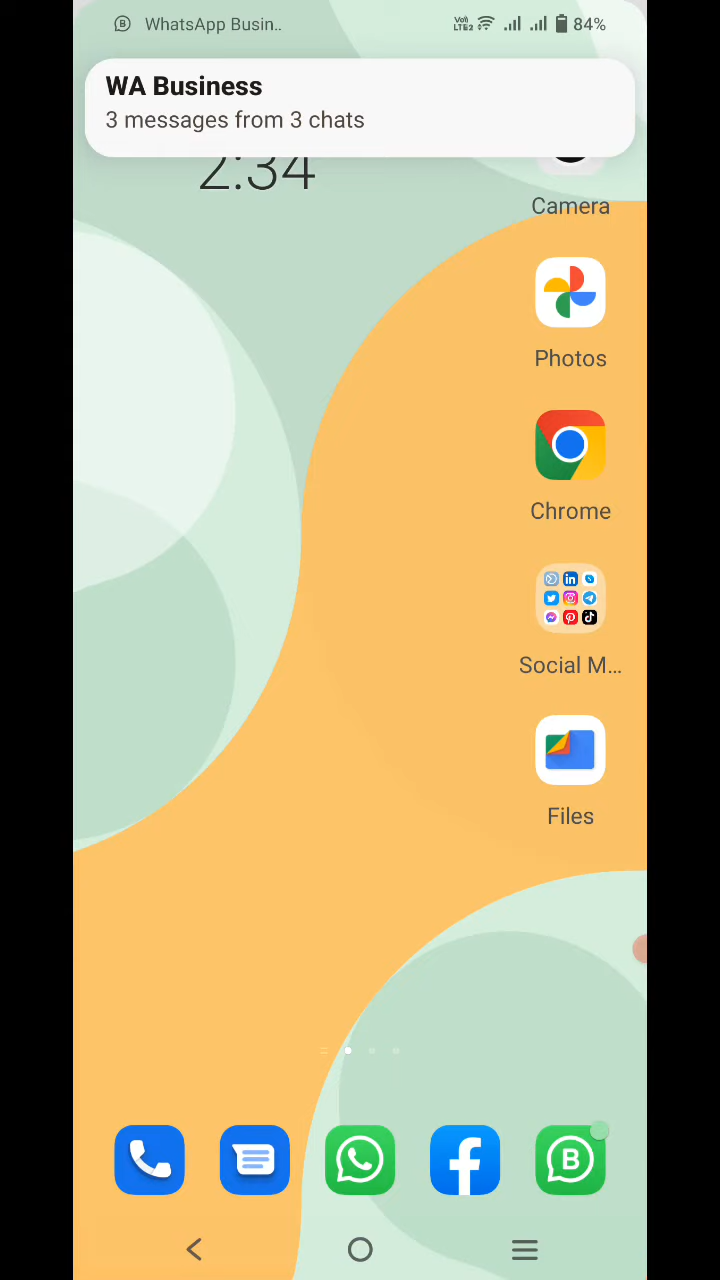 WhatsApp Busin..
84%
WA Business
3 messages from 3 chats
2:34
Camera
Photos
Chrome
Social M...
Files